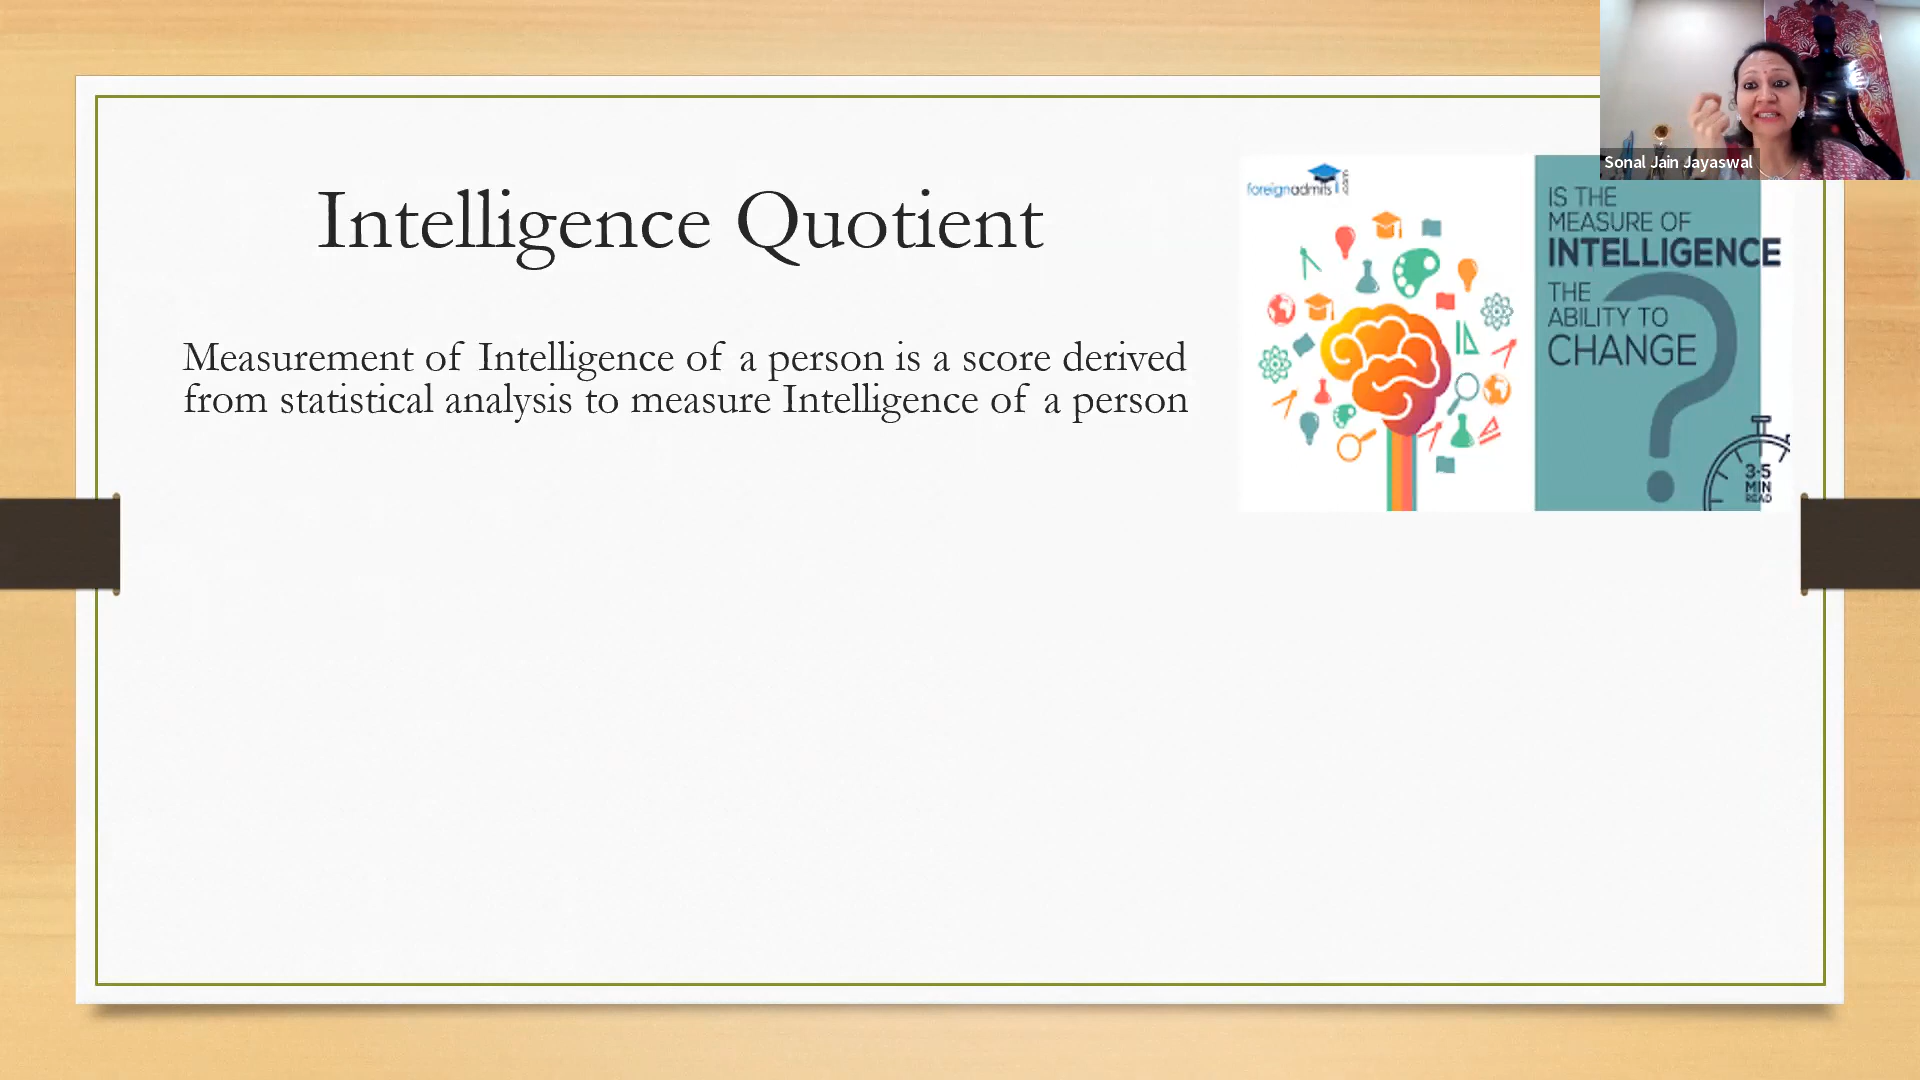 Intelligence Quotient
Measurement of Intelligence of a person is a score derived
from statistical analysis to measure Intelligence of a person
foreignadmits
.com
IS THE
MEASURE OF
INTELLIGENCE
THE
ABILITY TO
CHANGE
?
3-5
MIN
READ
Sonal Jain Jayaswal